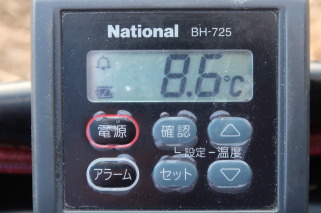 National BH-725
8.6℃
電源 確認 △
設定-温度
アラーム セット ▽